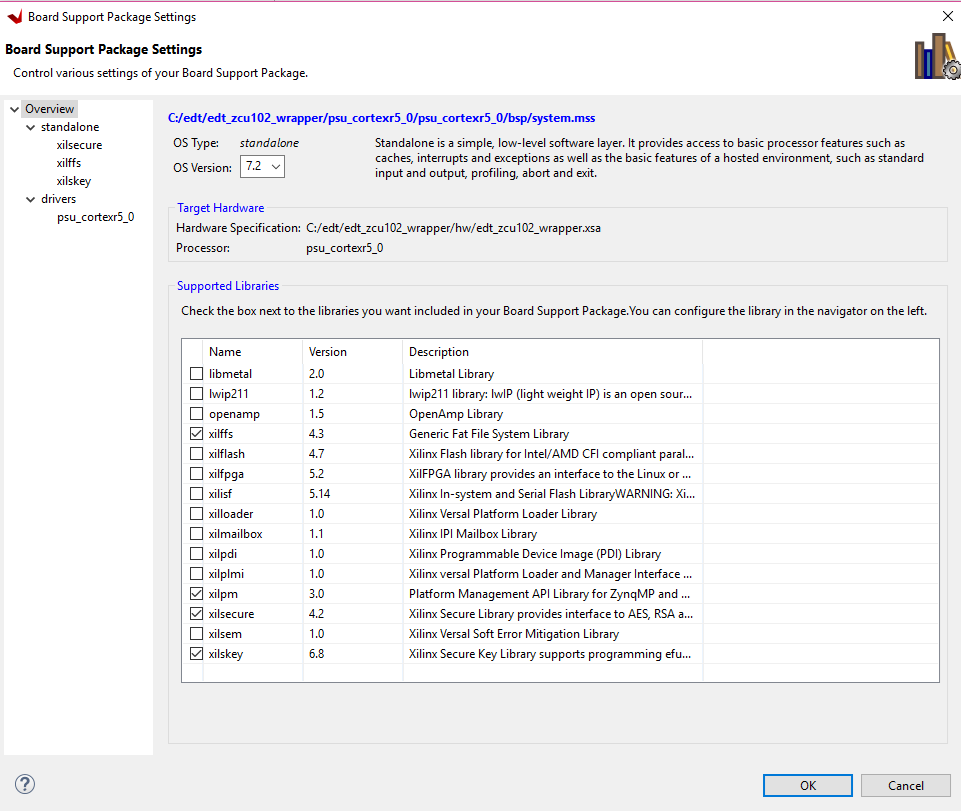 Board Support Package Settings
Board Support Package Settings
Control various settings of your Board Support Package.
Overview
standalone
xilsecure
xilffs
xilskey
drivers
psu_cortexr5_0
C:/edt/edt_zcu102_wrapper/psu_cortexr5_0/psu_cortexr5_0/bsp/system.mss
OS Type: standalone
OS Version: 7.2
Standalone is a simple, low-level software layer. It provides access to basic processor features such as
caches, interrupts and exceptions as well as the basic features of a hosted environment, such as standard
input and output, profiling, abort and exit.
Target Hardware
Hardware Specification: C:/edt/edt_zcu102_wrapper/hw/edt_zcu102_wrapper.xsa
Processor: psu_cortexr5_0
Supported Libraries
Check the box next to the libraries you want included in your Board Support Package.You can configure the library in the navigator on the left.
Name Version Description
libmetal 2.0 Libmetal Library
lwip211 1.2 lwip211 library: lwIP (light weight IP) is an open sour...
openamp 1.5 OpenAmp Library
xilffs 4.3 Generic Fat File System Library
xilflash 4.7 Xilinx Flash library for Intel/AMD CFI compliant paral...
xilfpga 5.2 XilFPGA library provides an interface to the Linux or ...
xilisf 5.14 Xilinx In-system and Serial Flash LibraryWARNING: Xi...
xilloader 1.0 Xilinx Versal Platform Loader Library
xilmailbox 1.1 Xilinx IPI Mailbox Library
xilpdi 1.0 Xilinx Programmable Device Image (PDI) Library
xilplmi 1.0 Xilinx versal Platform Loader and Manager Interface ...
xilpm 3.0 Platform Management API Library for ZynqMP and ...
xilsecure 4.2 Xilinx Secure Library provides interface to AES, RSA a...
xilsem 1.0 Xilinx Versal Soft Error Mitigation Library
xilskey 6.8 Xilinx Secure Key Library supports programming efu...
?
OK Cancel